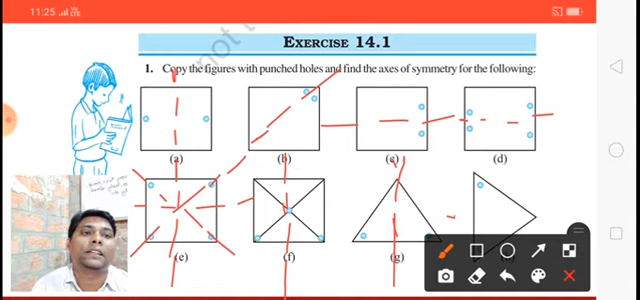 11:25
not t
EXERCISE 14.1
1. Copy the figures with punched holes and find the axes of symmetry for the following:
(a) (b) (c) (d)
(e) (f) (g)